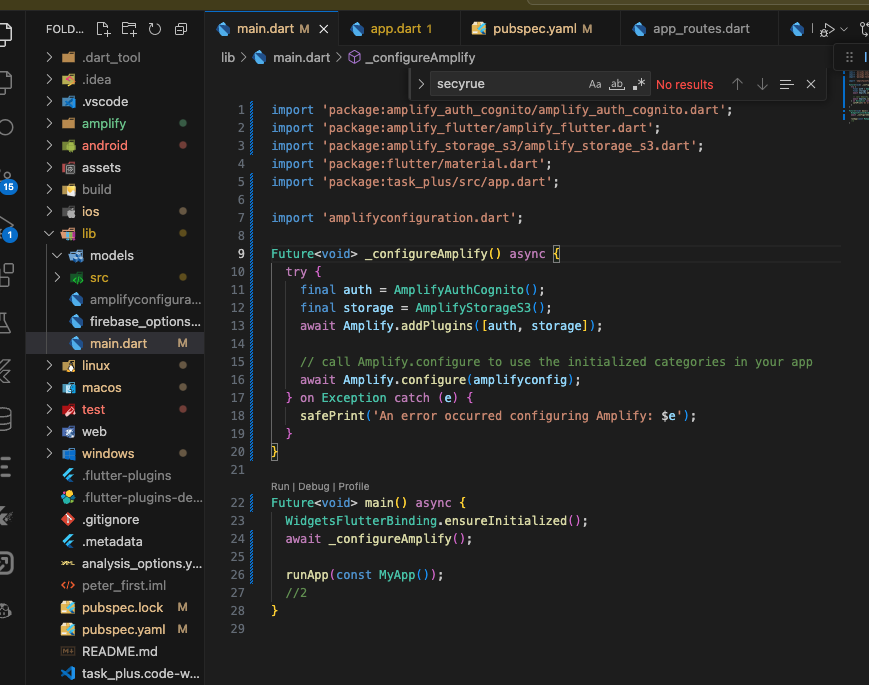 FOLD...
main.dart M
app.dart 1
pubspec.yaml M
app_routes.dart
lib > main.dart > _configureAmplify
secyrue
Aa
ab
.*
No results
.dart_tool
.idea
.vscode
amplify
android
assets
build
ios
lib
models
src
amplifyconfigura...
firebase_options...
main.dart M
linux
macos
test
web
windows
.flutter-plugins
.flutter-plugins-de...
.gitignore
.metadata
analysis_options.y...
peter_first.iml
pubspec.lock M
pubspec.yaml M
README.md
task_plus.code-w...
15
1
1 import 'package:amplify_auth_cognito/amplify_auth_cognito.dart';
2 import 'package:amplify_flutter/amplify_flutter.dart';
3 import 'package:amplify_storage_s3/amplify_storage_s3.dart';
4 import 'package:flutter/material.dart';
5 import 'package:task_plus/src/app.dart';
6
7 import 'amplifyconfiguration.dart';
8
9 Future<void> _configureAmplify() async {
10 try {
11 final auth = AmplifyAuthCognito();
12 final storage = AmplifyStorageS3();
13 await Amplify.addPlugins([auth, storage]);
14
15 // call Amplify.configure to use the initialized categories in your app
16 await Amplify.configure(amplifyconfig);
17 } on Exception catch (e) {
18 safePrint('An error occurred configuring Amplify: $e');
19 }
20 }
21
Run | Debug | Profile
22 Future<void> main() async {
23 WidgetsFlutterBinding.ensureInitialized();
24 await _configureAmplify();
25
26 runApp(const MyApp());
27 //2
28 }
29